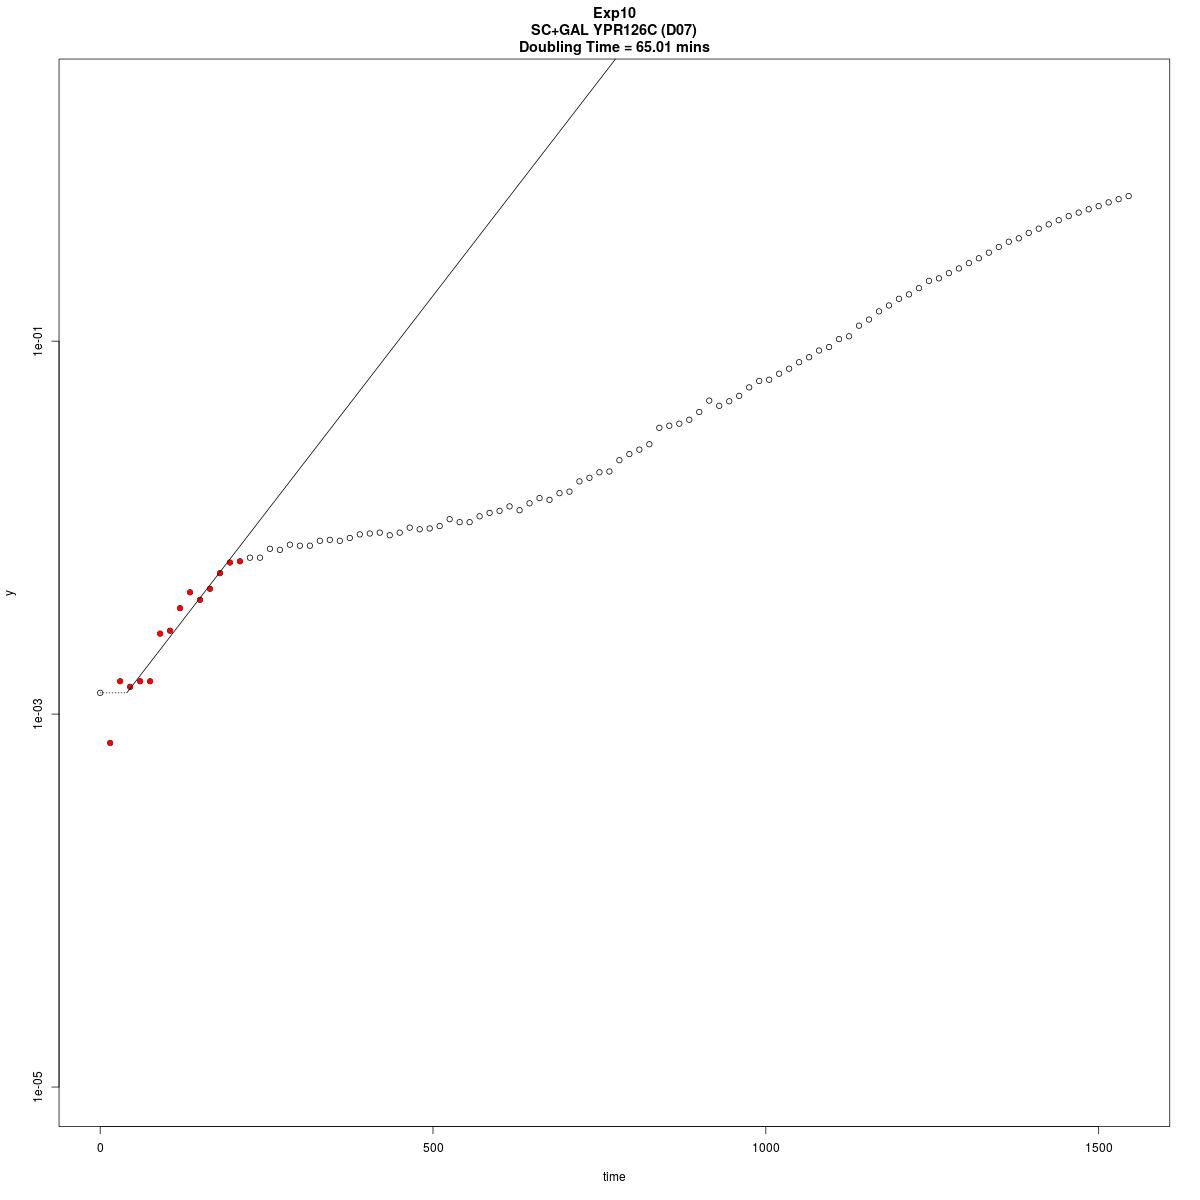 Exp10
SC+GAL YPR126C (D07)
Doubling Time = 65.01 mins
1e-01
1e-03
1e-05
y
0
500
1000
1500
time